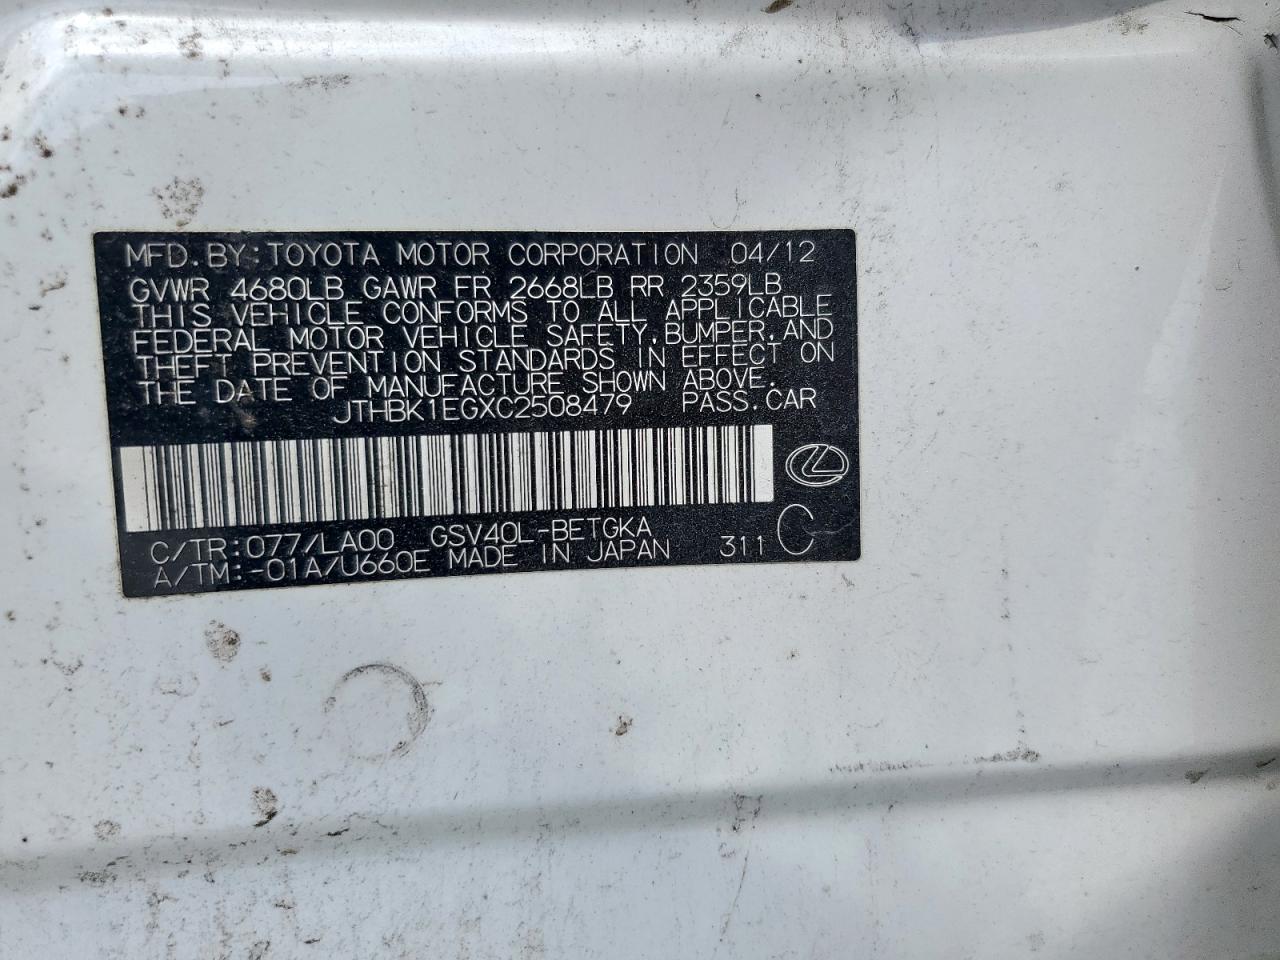 MFD. BY: TOYOTA MOTOR CORPORATION 04/12
GVWR 4680LB GAWR FR 2668LB RR 2359LB
THIS VEHICLE CONFORMS TO ALL APPLICABLE
FEDERAL MOTOR VEHICLE SAFETY, BUMPER, AND
THEFT PREVENTION STANDARDS IN EFFECT ON
THE DATE OF MANUFACTURE SHOWN ABOVE.
JTHBK1EGXC2508479 PASS. CAR
C/TR: 077/LA00 GSV40L-BETGKA
A/TM: -01A/U660E MADE IN JAPAN 311 C